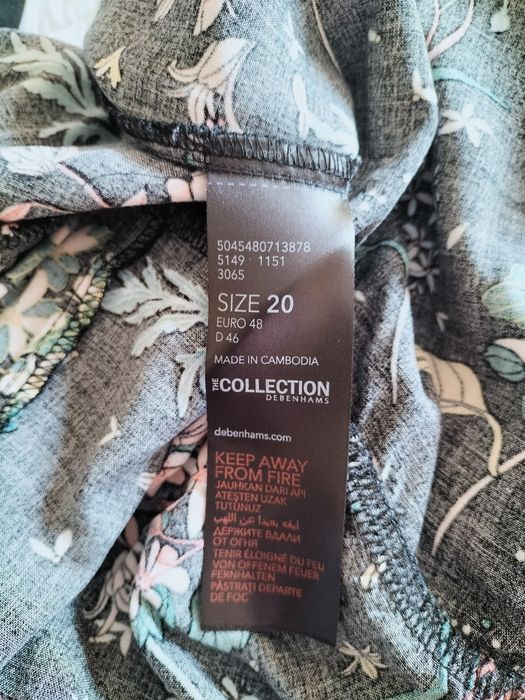 5045480713878
5149 1151
3065
SIZE 20
EURO 48
D 46
MADE IN CAMBODIA
THE COLLECTION
DEBENHAMS
debenhams.com
KEEP AWAY
FROM FIRE
JAUHKAN DARI API
ATEŞTEN UZAK
TUTUNUZ
ابقه بعيدا عن اللهب
ДЕРЖИТЕ ВДАЛИ
ОТ ОГНЯ
TENIR ÉLOIGNÉ DU FEU
VON OFFENEM FEUER
FERNHALTEN
PĂSTRAŢI DEPARTE
DE FOC